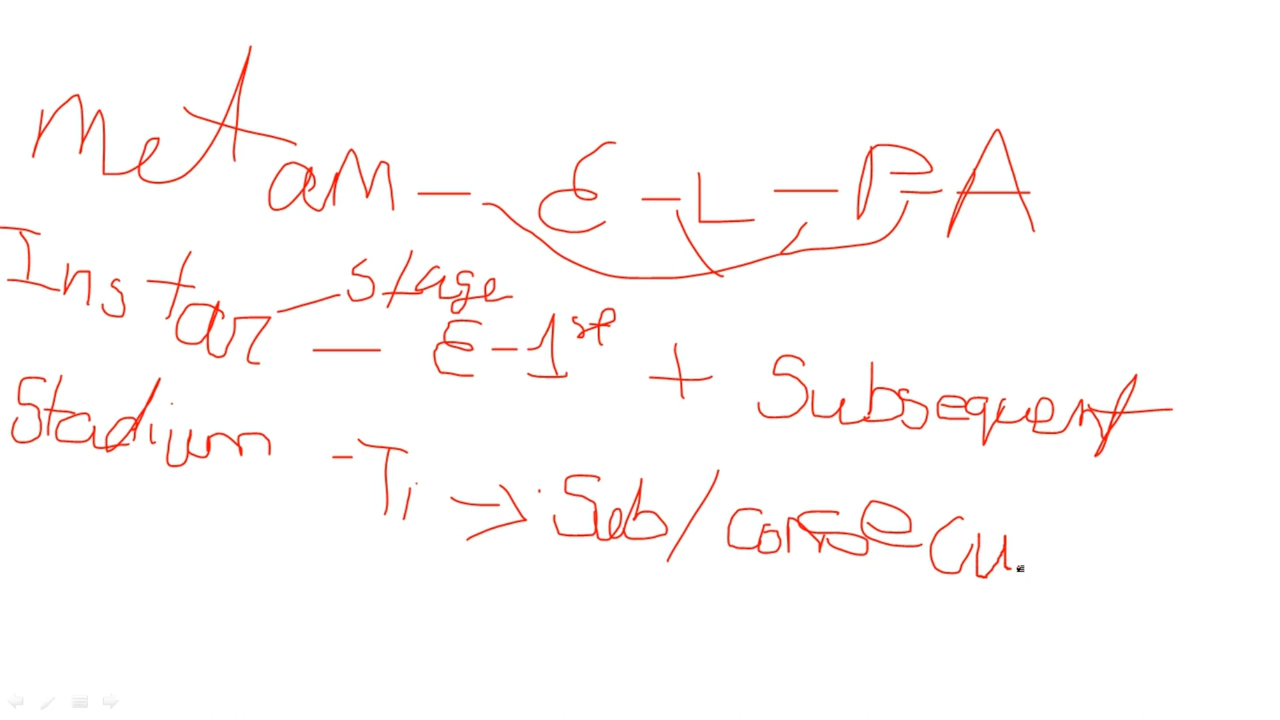 Metam - E - L - P - A
Instar - stage
- E - 1st + Subsequent
Stadium - Ti → Sub/consecu